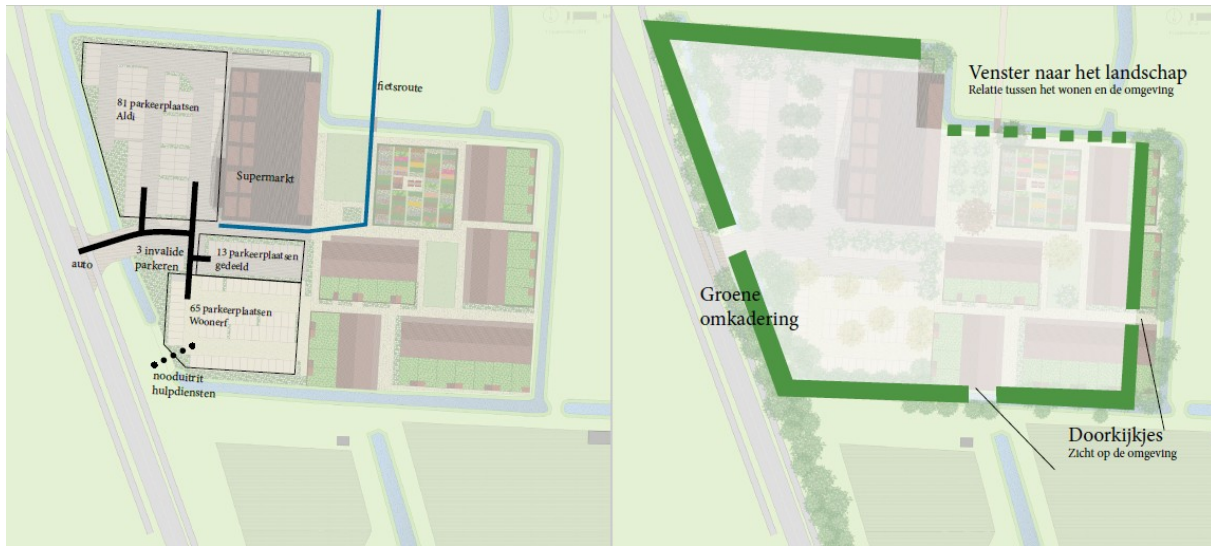 81 parkeerplaatsen
Aldi
fietsroute
Supermarkt
auto
3 invalide
parkeren
13 parkeerplaatsen
gedeeld
65 parkeerplaatsen
Woonerf
nooduitrit
hulpdiensten
Venster naar het landschap
Relatie tussen het wonen en de omgeving
Groene
omkadering
Doorkijkjes
Zicht op de omgeving